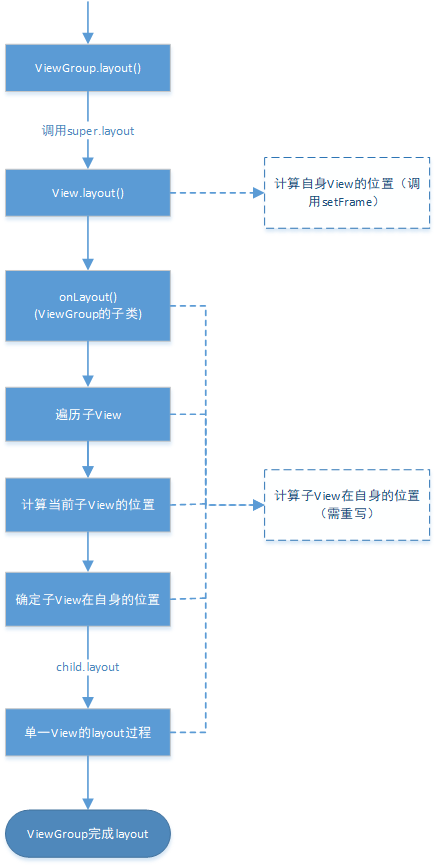 ViewGroup.layout()
调用super.layout
View.layout()
计算自身View的位置（调
用setFrame）
onLayout()
(ViewGroup的子类)
遍历子View
计算当前子View的位置
计算子View在自身的位置
（需重写）
确定子View在自身的位置
child.layout
单一View的layout过程
ViewGroup完成layout